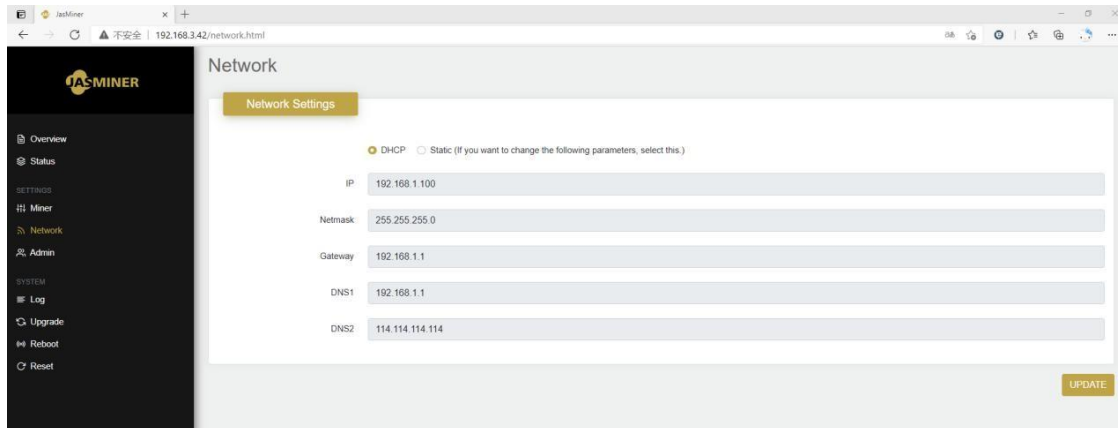 JasMiner
不安全 | 192.168.3.42/network.html
JASMINER
Network
Network Settings
Overview
Status
DHCP Static (If you want to change the following parameters, select this.)
SETTINGS
IP 192.168.1.100
Miner
Netmask 255.255.255.0
Network
Admin
Gateway 192.168.1.1
SYSTEM
DNS1 192.168.1.1
Log
Upgrade
DNS2 114.114.114.114
Reboot
Reset
UPDATE